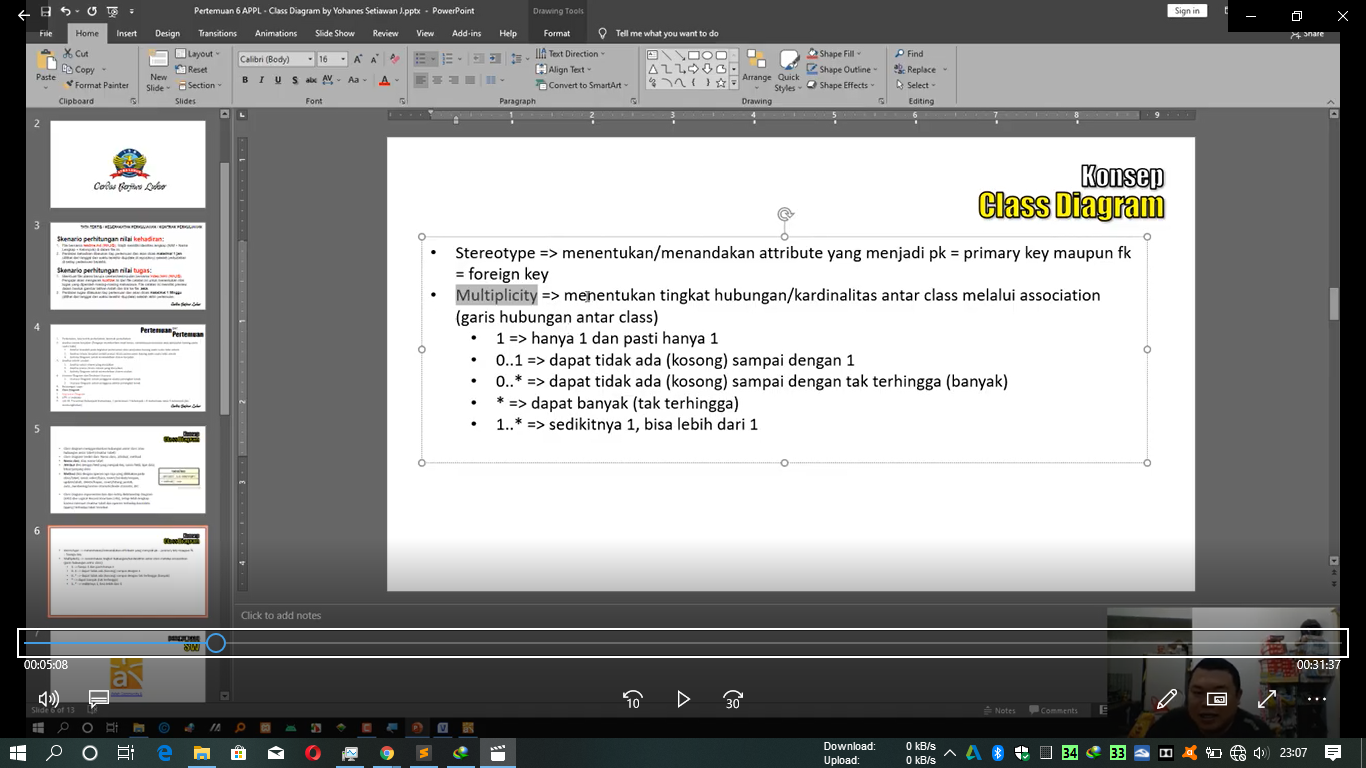 Pertemuan 6 APPL - Class Diagram by Yohanes Setiawan J.pptx - PowerPoint
Drawing Tools
Sign in
File Home Insert Design Transitions Animations Slide Show Review View Add-ins Help Format Tell me what you want to do Share
Paste
Cut
Copy
Format Painter
Clipboard
New Slide
Layout
Reset
Section
Slides
Calibri (Body) 16
Font
Text Direction
Align Text
Convert to SmartArt
Paragraph
Arrange
Quick Styles
Shape Fill
Shape Outline
Shape Effects
Drawing
Find
Replace
Select
Editing
2
Cerdas Berjiwa Luhur
3
Skenario perhitungan nilai kehadiran:
Skenario perhitungan nilai tugas:
4
Pertemuan
Pertemuan
5
Konsep
Class Diagram
6
Konsep
Class Diagram
7
Konsep
Class Diagram
• Stereotype => menentukan/menandakan attribute yang menjadi pk = primary key maupun fk
= foreign key
• Multiplicity => menentukan tingkat hubungan/kardinalitas antar class melalui association
(garis hubungan antar class)
• 1 => hanya 1 dan pasti hanya 1
• 0..1 => dapat tidak ada (kosong) sampai dengan 1
• 0..* => dapat tidak ada (kosong) sampai dengan tak terhingga (banyak)
• * => dapat banyak (tak terhingga)
• 1..* => sedikitnya 1, bisa lebih dari 1
Click to add notes
00:05:08
00:31:37
10
30
Slide 6 of 13
Notes
Comments
Download: 0 kB/s
Upload: 0 kB/s
34
33
23:07